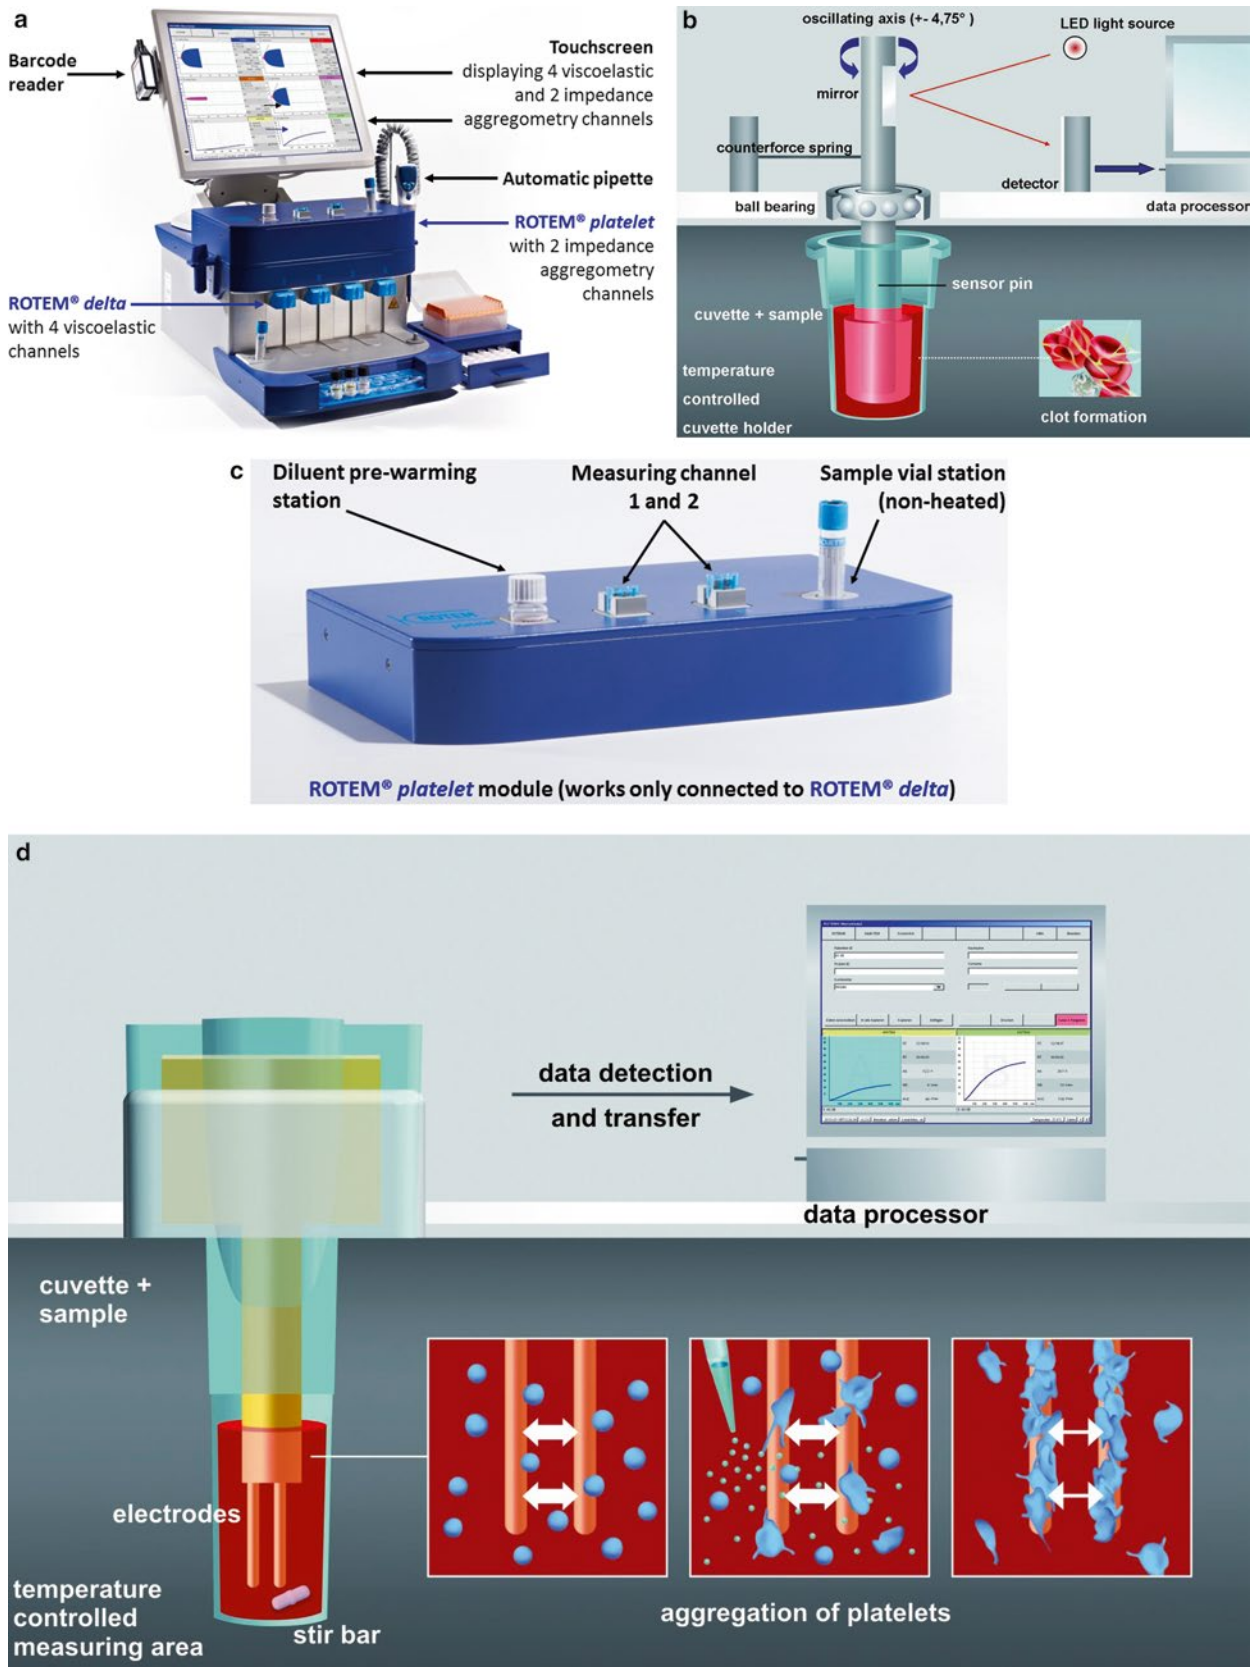 a
Barcode
reader
Touchscreen
displaying 4 viscoelastic
and 2 impedance
aggregometry channels
Automatic pipette
ROTEM® platelet
with 2 impedance
aggregometry
channels
ROTEM® delta
with 4 viscoelastic
channels
b
oscillating axis (+- 4,75° )
LED light source
mirror
counterforce spring
detector
ball bearing
data processor
sensor pin
cuvette + sample
temperature
controlled
cuvette holder
clot formation
c
Diluent pre-warming
station
Measuring channel
1 and 2
Sample vial station
(non-heated)
ROTEM
ROTEM® platelet module (works only connected to ROTEM® delta)
d
data detection
and transfer
data processor
cuvette +
sample
electrodes
temperature
controlled
measuring area
stir bar
aggregation of platelets